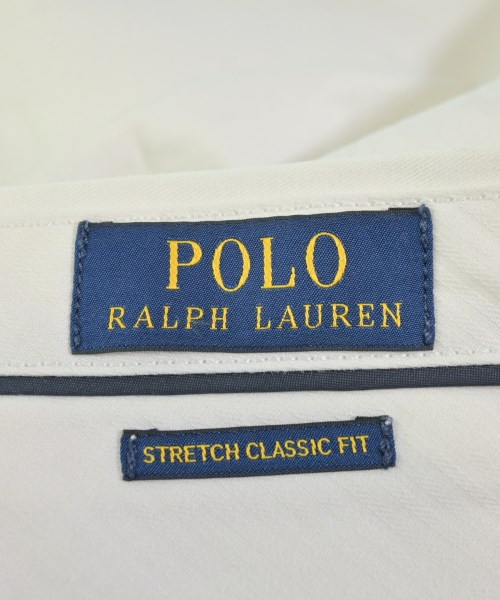 POLO
RALPH LAUREN
STRETCH CLASSIC FIT